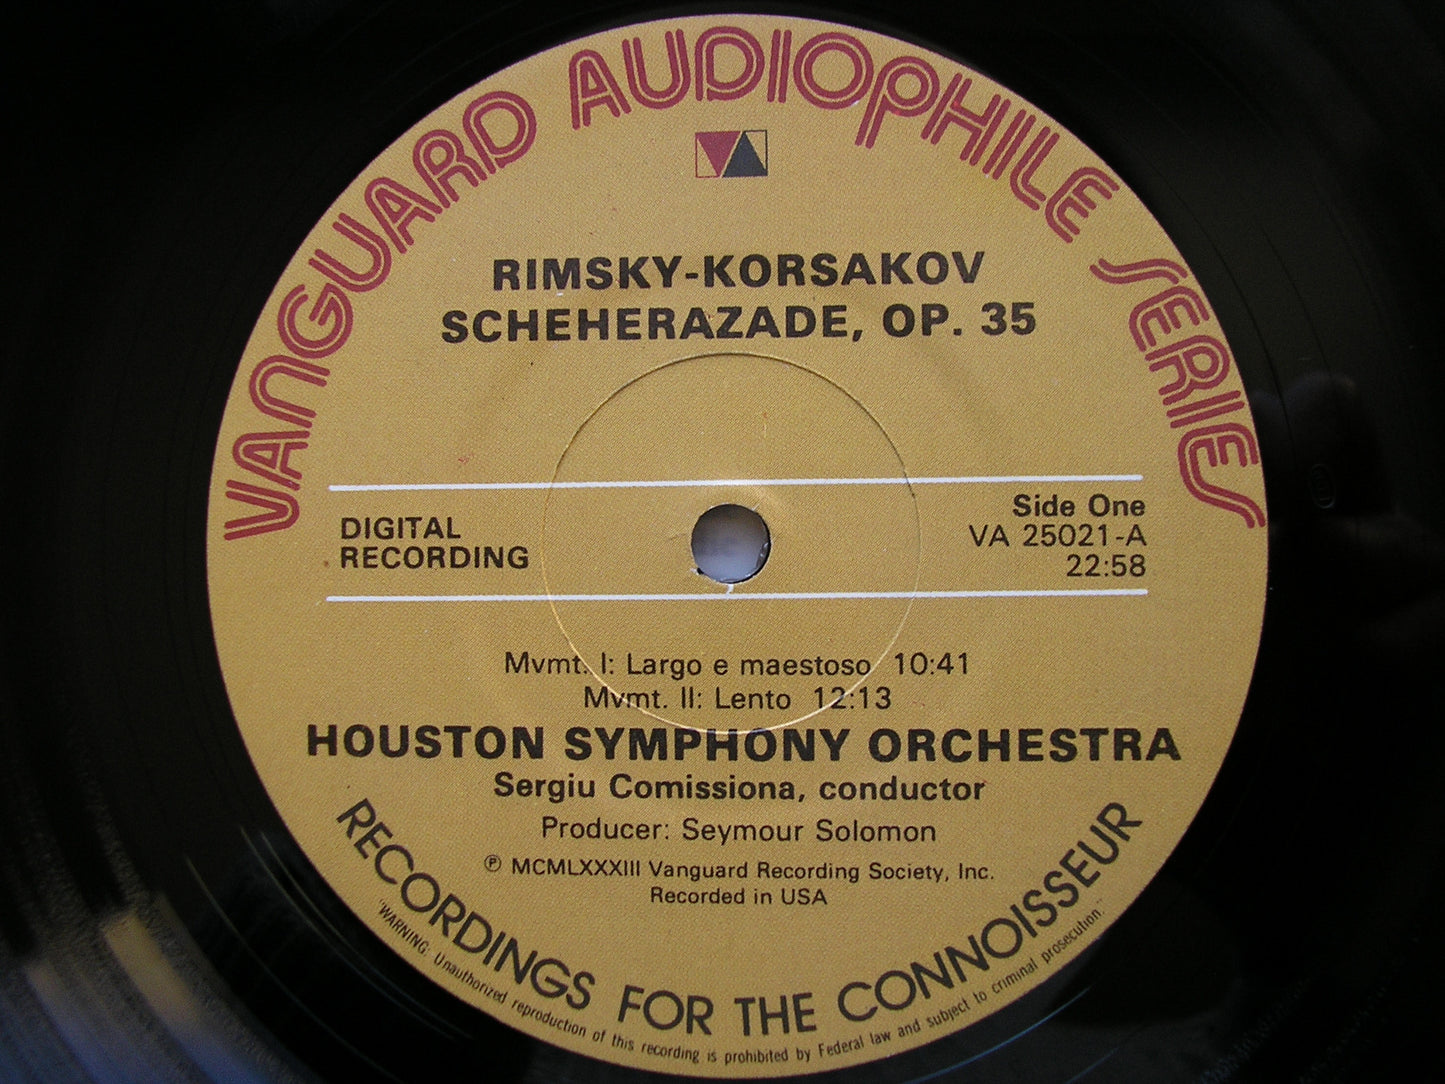 VANGUARD AUDIOPHILE SERIES
RIMSKY-KORSAKOV
SCHEHERAZADE, OP. 35
DIGITAL
RECORDING
Side One
VA 25021-A
22:58
Mvmt. I: Largo e maestoso 10:41
Mvmt. II: Lento 12:13
HOUSTON SYMPHONY ORCHESTRA
Sergiu Comissiona, conductor
Producer: Seymour Solomon
℗ MCMLXXXIII Vanguard Recording Society, Inc.
Recorded in USA
RECORDINGS FOR THE CONNOISSEUR
"WARNING: Unauthorized reproduction of this recording is prohibited by Federal law and subject to criminal prosecution."